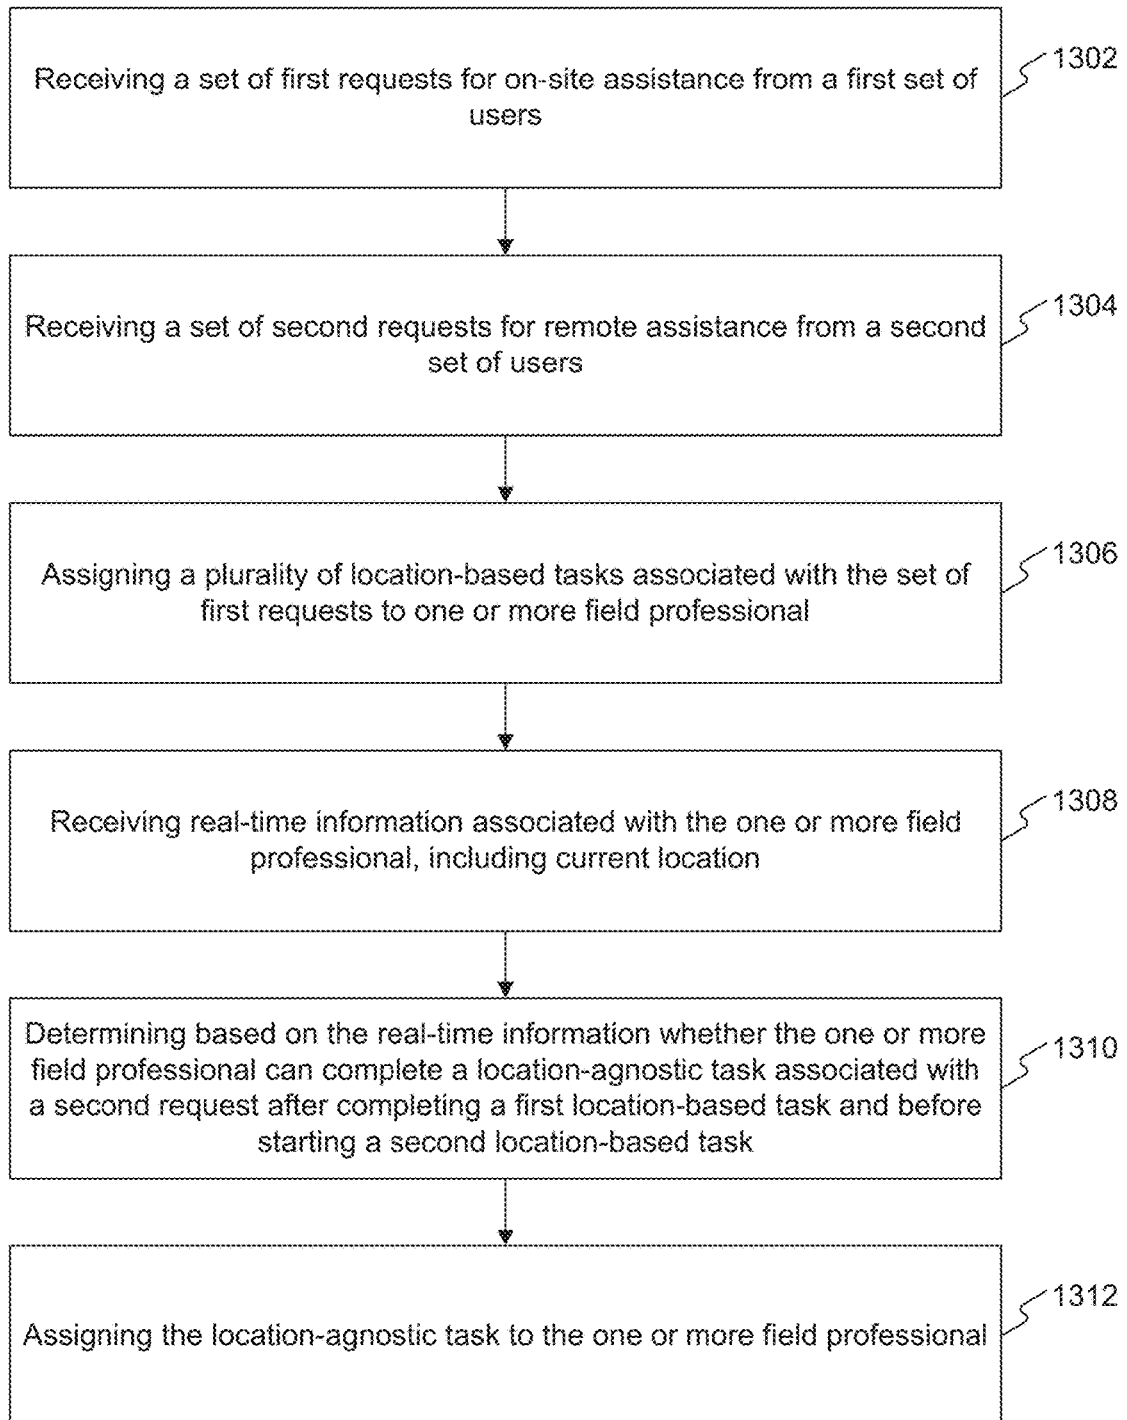 Receiving a set of first requests for on-site assistance from a first set of
users
1302
Receiving a set of second requests for remote assistance from a second
set of users
1304
Assigning a plurality of location-based tasks associated with the set of
first requests to one or more field professional
1306
Receiving real-time information associated with the one or more field
professional, including current location
1308
Determining based on the real-time information whether the one or more
field professional can complete a location-agnostic task associated with
a second request after completing a first location-based task and before
starting a second location-based task
1310
Assigning the location-agnostic task to the one or more field professional
1312